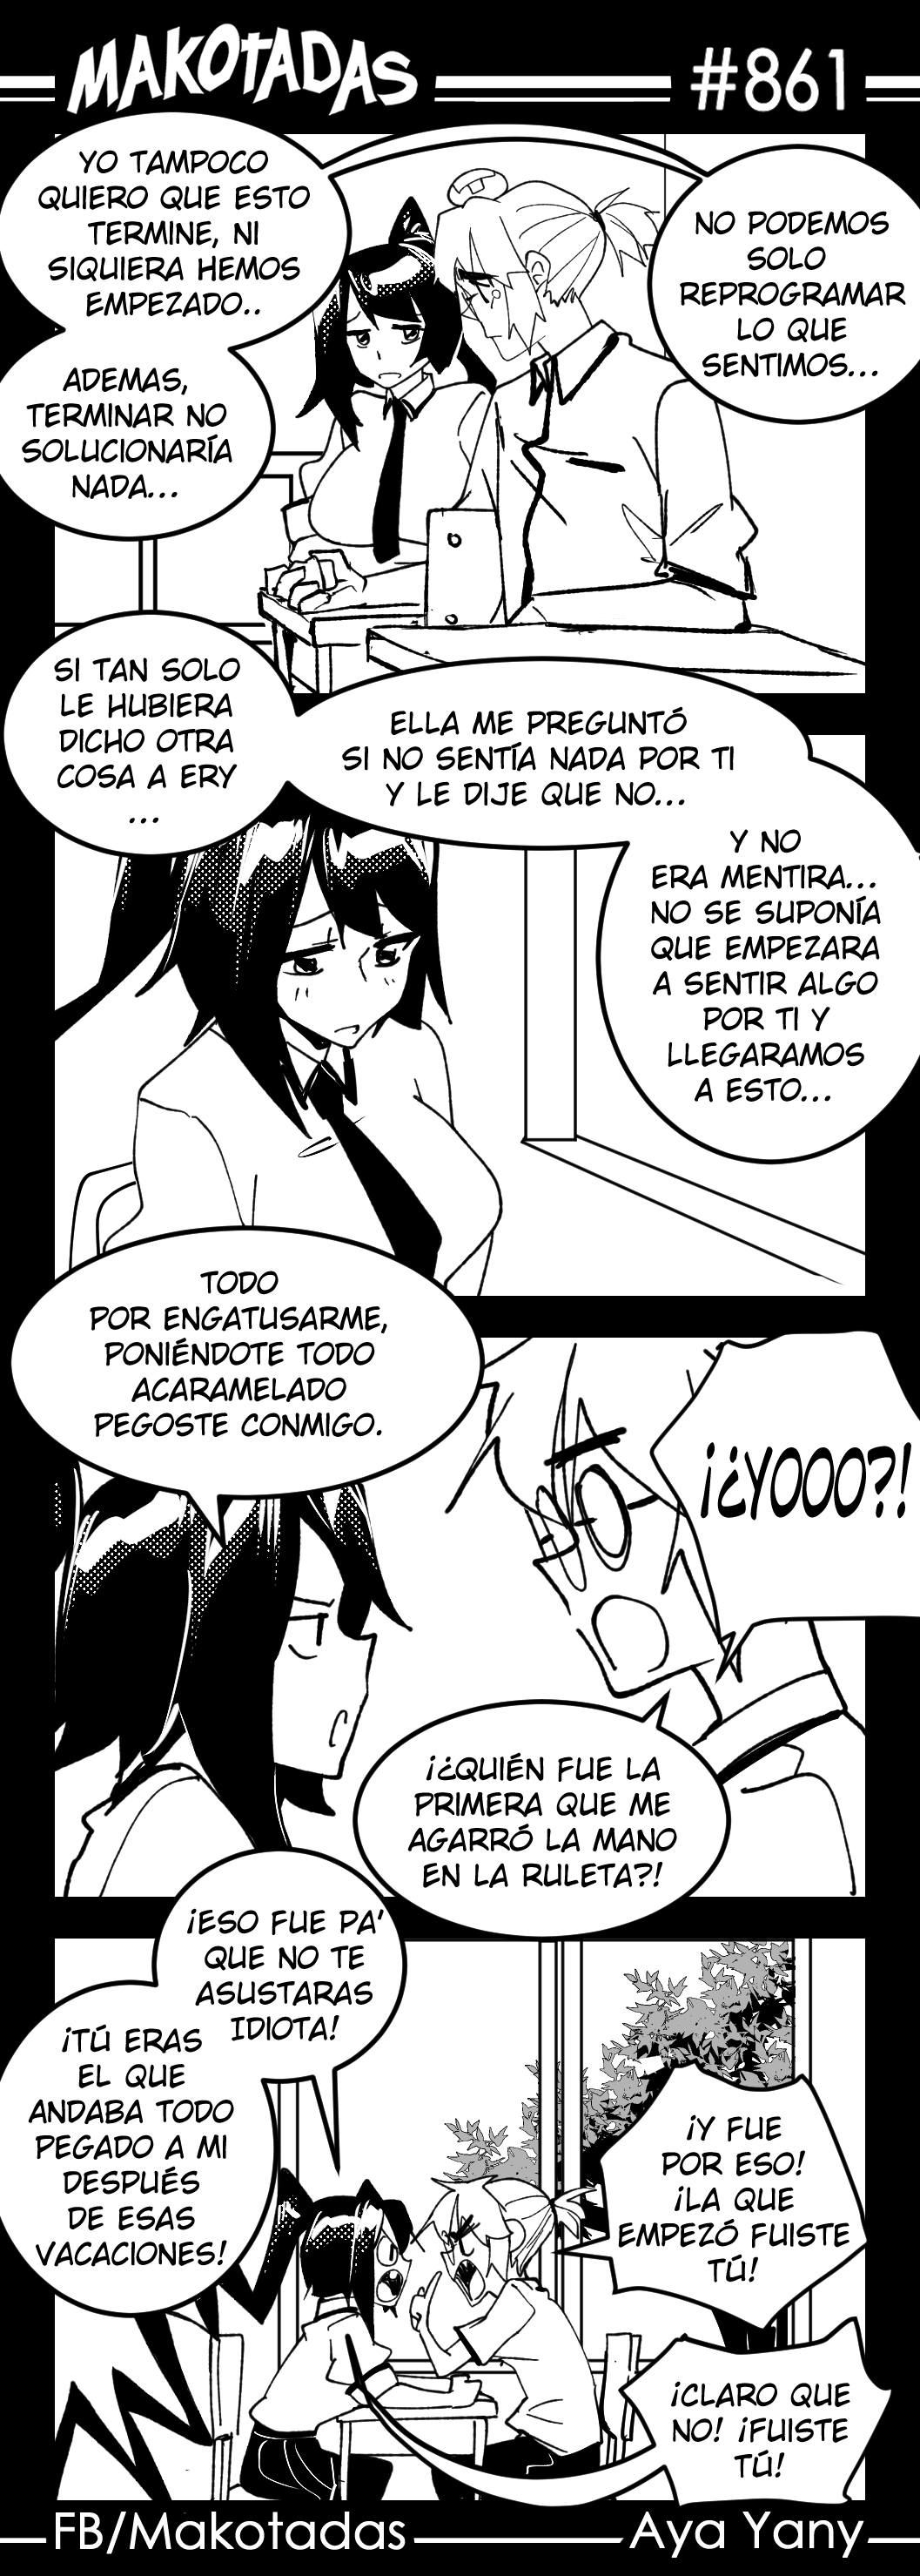 MAKOTADAS
#861
YO TAMPOCO
QUIERO QUE ESTO
TERMINE, NI
SIQUIERA HEMOS
EMPEZADO..
NO PODEMOS
SOLO
REPROGRAMAR
LO QUE
SENTIMOS...
ADEMAS,
TERMINAR NO
SOLUCIONARÍA
NADA...
SI TAN SOLO
LE HUBIERA
DICHO OTRA
COSA A ERY
...
ELLA ME PREGUNTÓ
SI NO SENTÍA NADA POR TI
Y LE DIJE QUE NO...
Y NO
ERA MENTIRA...
NO SE SUPONÍA
QUE EMPEZARA
A SENTIR ALGO
POR TI Y
LLEGARAMOS
A ESTO...
TODO
POR ENGATUSARME,
PONIÉNDOTE TODO
ACARAMELADO
PEGOSTE CONMIGO.
¡¿YOOO?!
¡¿QUIÉN FUE LA
PRIMERA QUE ME
AGARRÓ LA MANO
EN LA RULETA?!
¡ESO FUE PA'
QUE NO TE
ASUSTARAS
IDIOTA!
¡TÚ ERAS
EL QUE
ANDABA TODO
PEGADO A MI
DESPUÉS
DE ESAS
VACACIONES!
¡Y FUE
POR ESO!
¡LA QUE
EMPEZÓ FUISTE
TÚ!
¡CLARO QUE
NO! ¡FUISTE
TÚ!
FB/Makotadas
Aya Yany